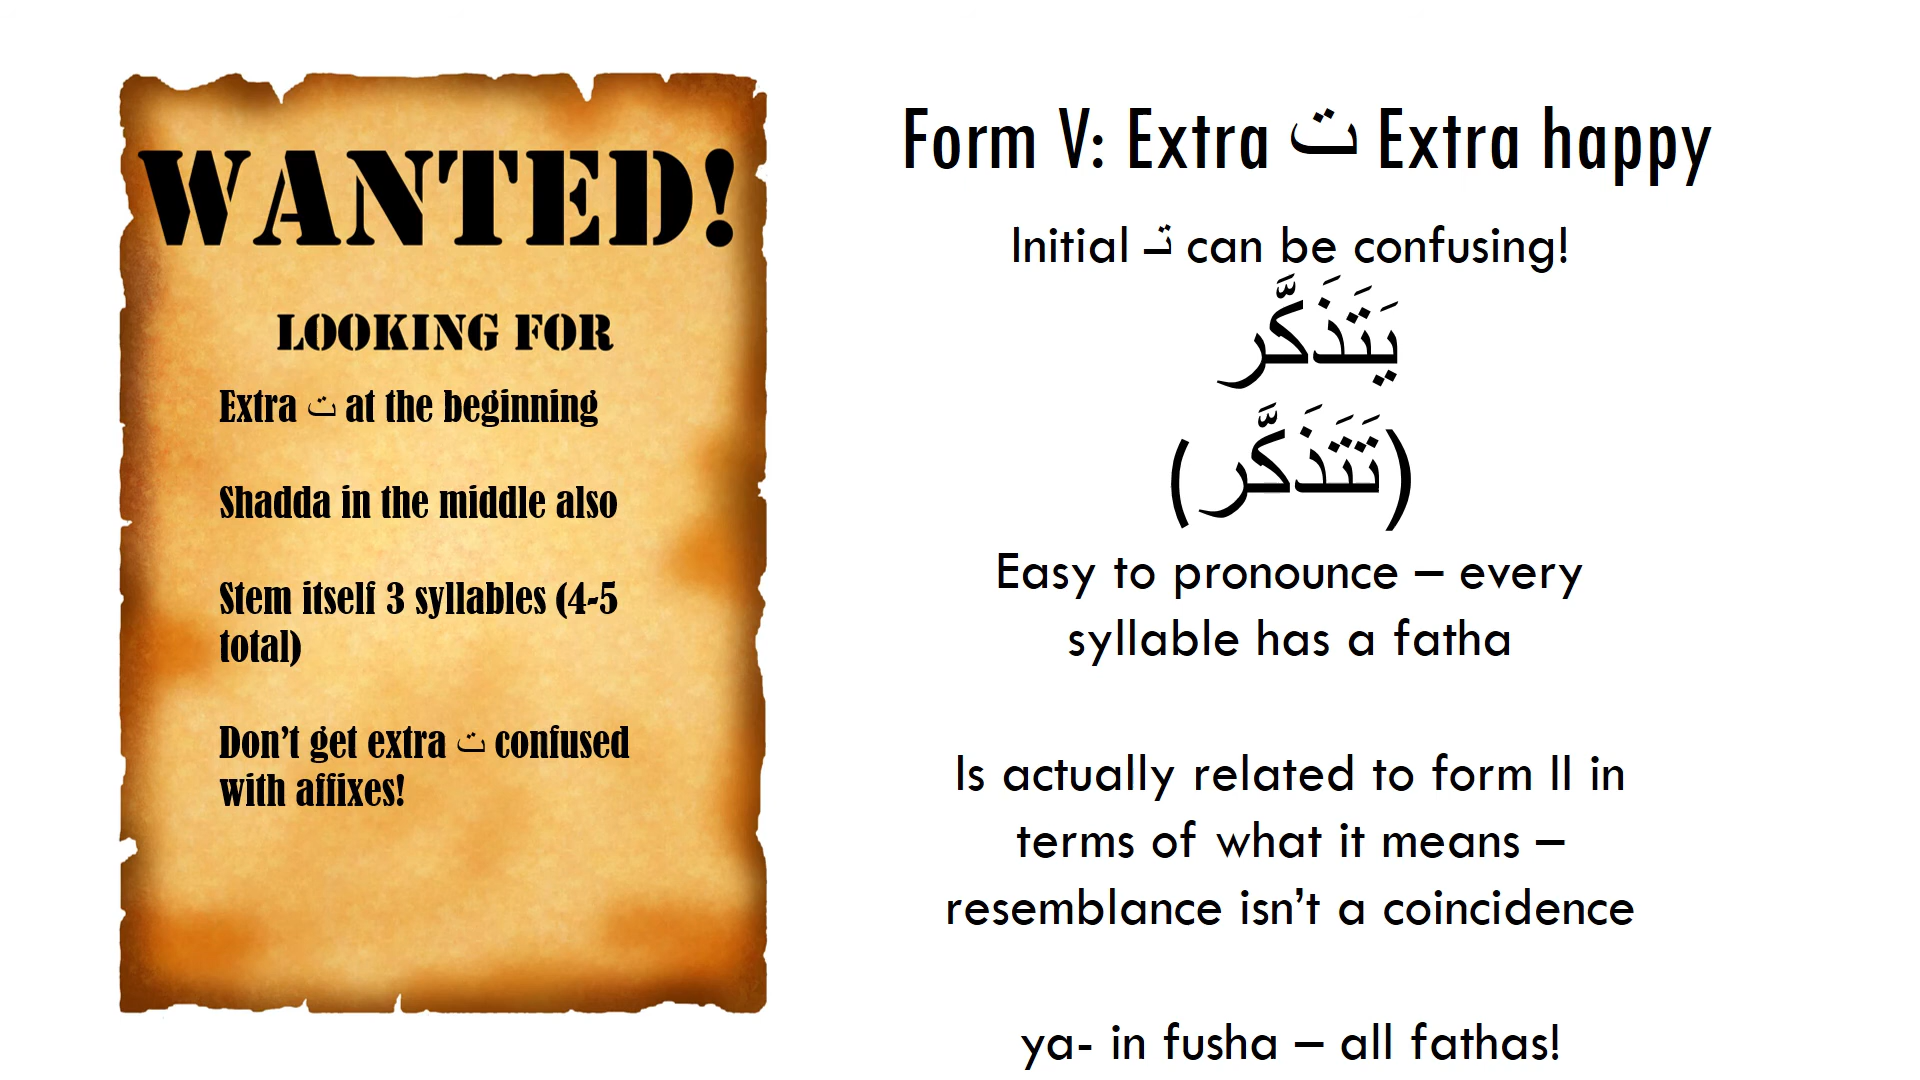 WANTED!
LOOKING FOR
Extra ت at the beginning
Shadda in the middle also
Stem itself 3 syllables (4-5
total)
Don’t get extra ت confused
with affixes!
Form V: Extra ت Extra happy
Initial تـ can be confusing!
يَتَذَكَّر
(تَتَذَكَّر)
Easy to pronounce – every
syllable has a fatha
Is actually related to form II in
terms of what it means –
resemblance isn’t a coincidence
ya- in fusha – all fathas!